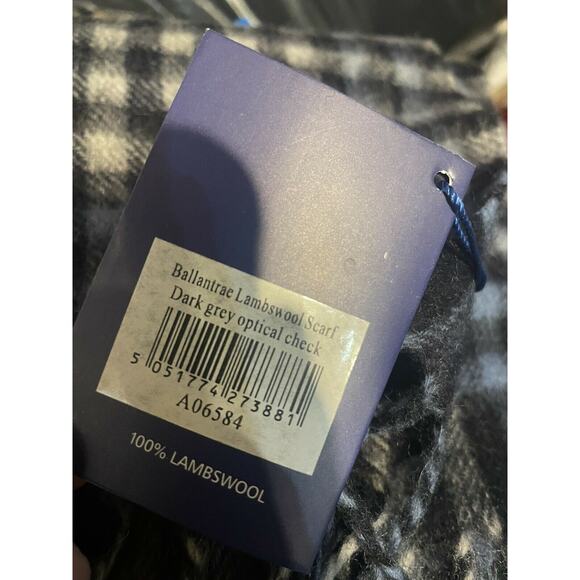 Ballantrae Lambswool Scarf
Dark grey optical check
5 051774 273881
A06584
100% LAMBSWOOL